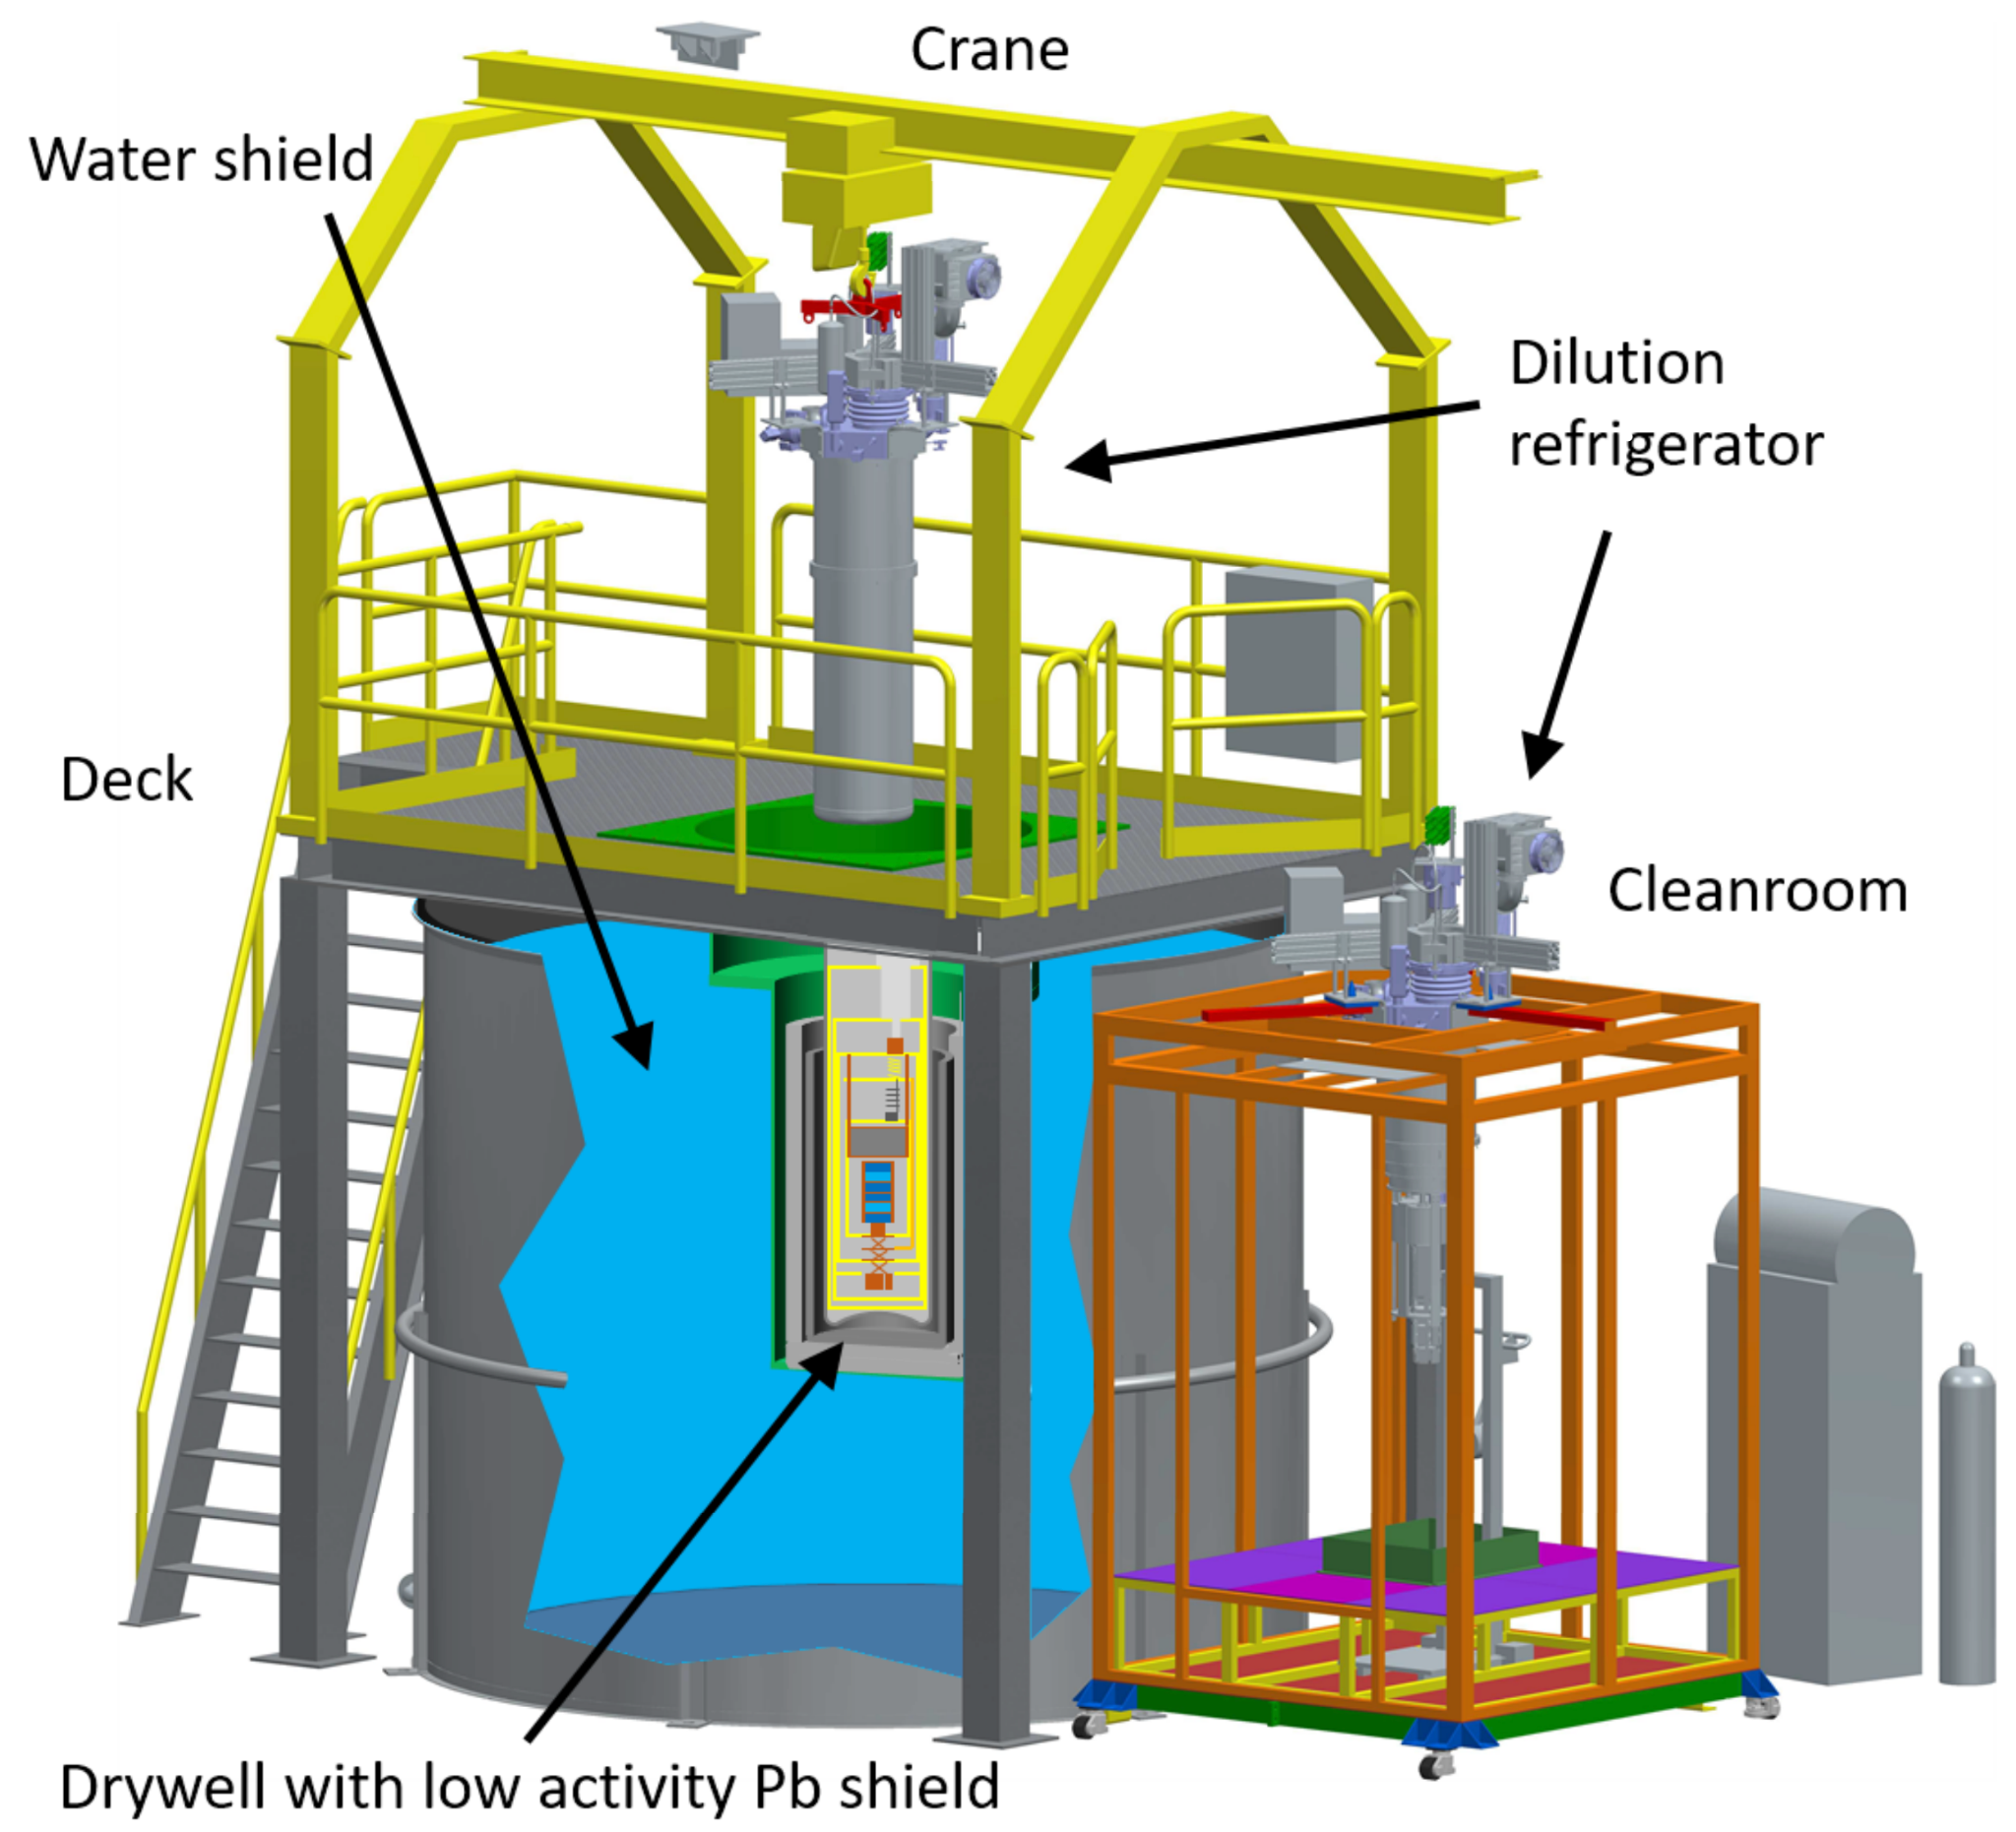 Crane
Water shield
Dilution
refrigerator
Deck
Cleanroom
Drywell with low activity Pb shield